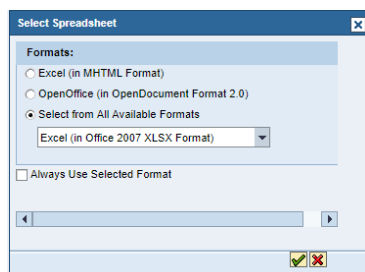 Select Spreadsheet
Formats:
Excel (in MHTML Format)
OpenOffice (in OpenDocument Format 2.0)
Select from All Available Formats
Excel (in Office 2007 XLSX Format)
Always Use Selected Format